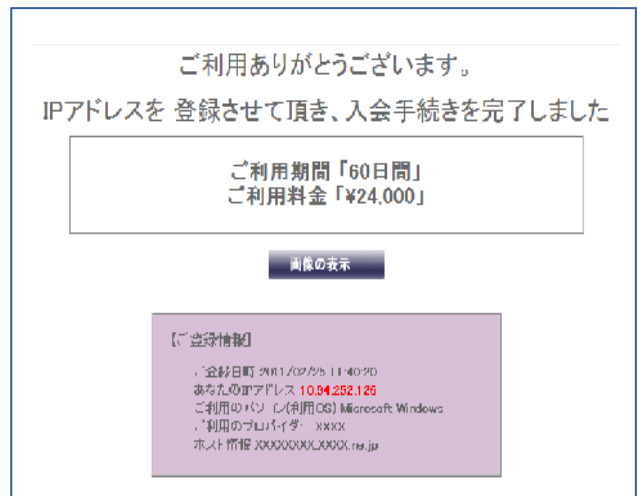 ご利用ありがとうございます。
IPアドレスを 登録させて頂き、入会手続きを完了しました
ご利用期間「60日間」
ご利用料金「¥24,000」
画像の表示
【ご登録情報】
ご登録日時 2011/02/25 11:40:20
あなたのIPアドレス 10.94.252.126
ご利用のパソコン(利用OS) Microsoft Windows
ご利用のプロバイダ: XXXX
ホスト情報 XXXXXXXX.XXXX.ne.jp